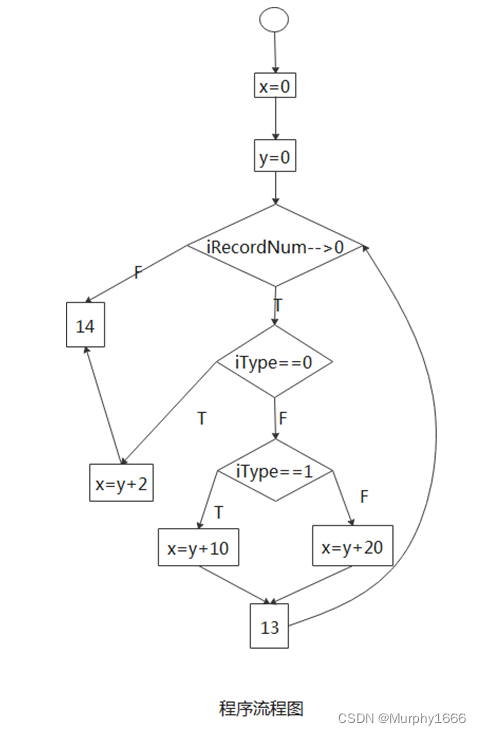 x=0
y=0
iRecordNum-->0
F
T
14
iType==0
T
F
iType==1
x=y+2
T
F
x=y+10
x=y+20
13
程序流程图
CSDN @Murphy1666